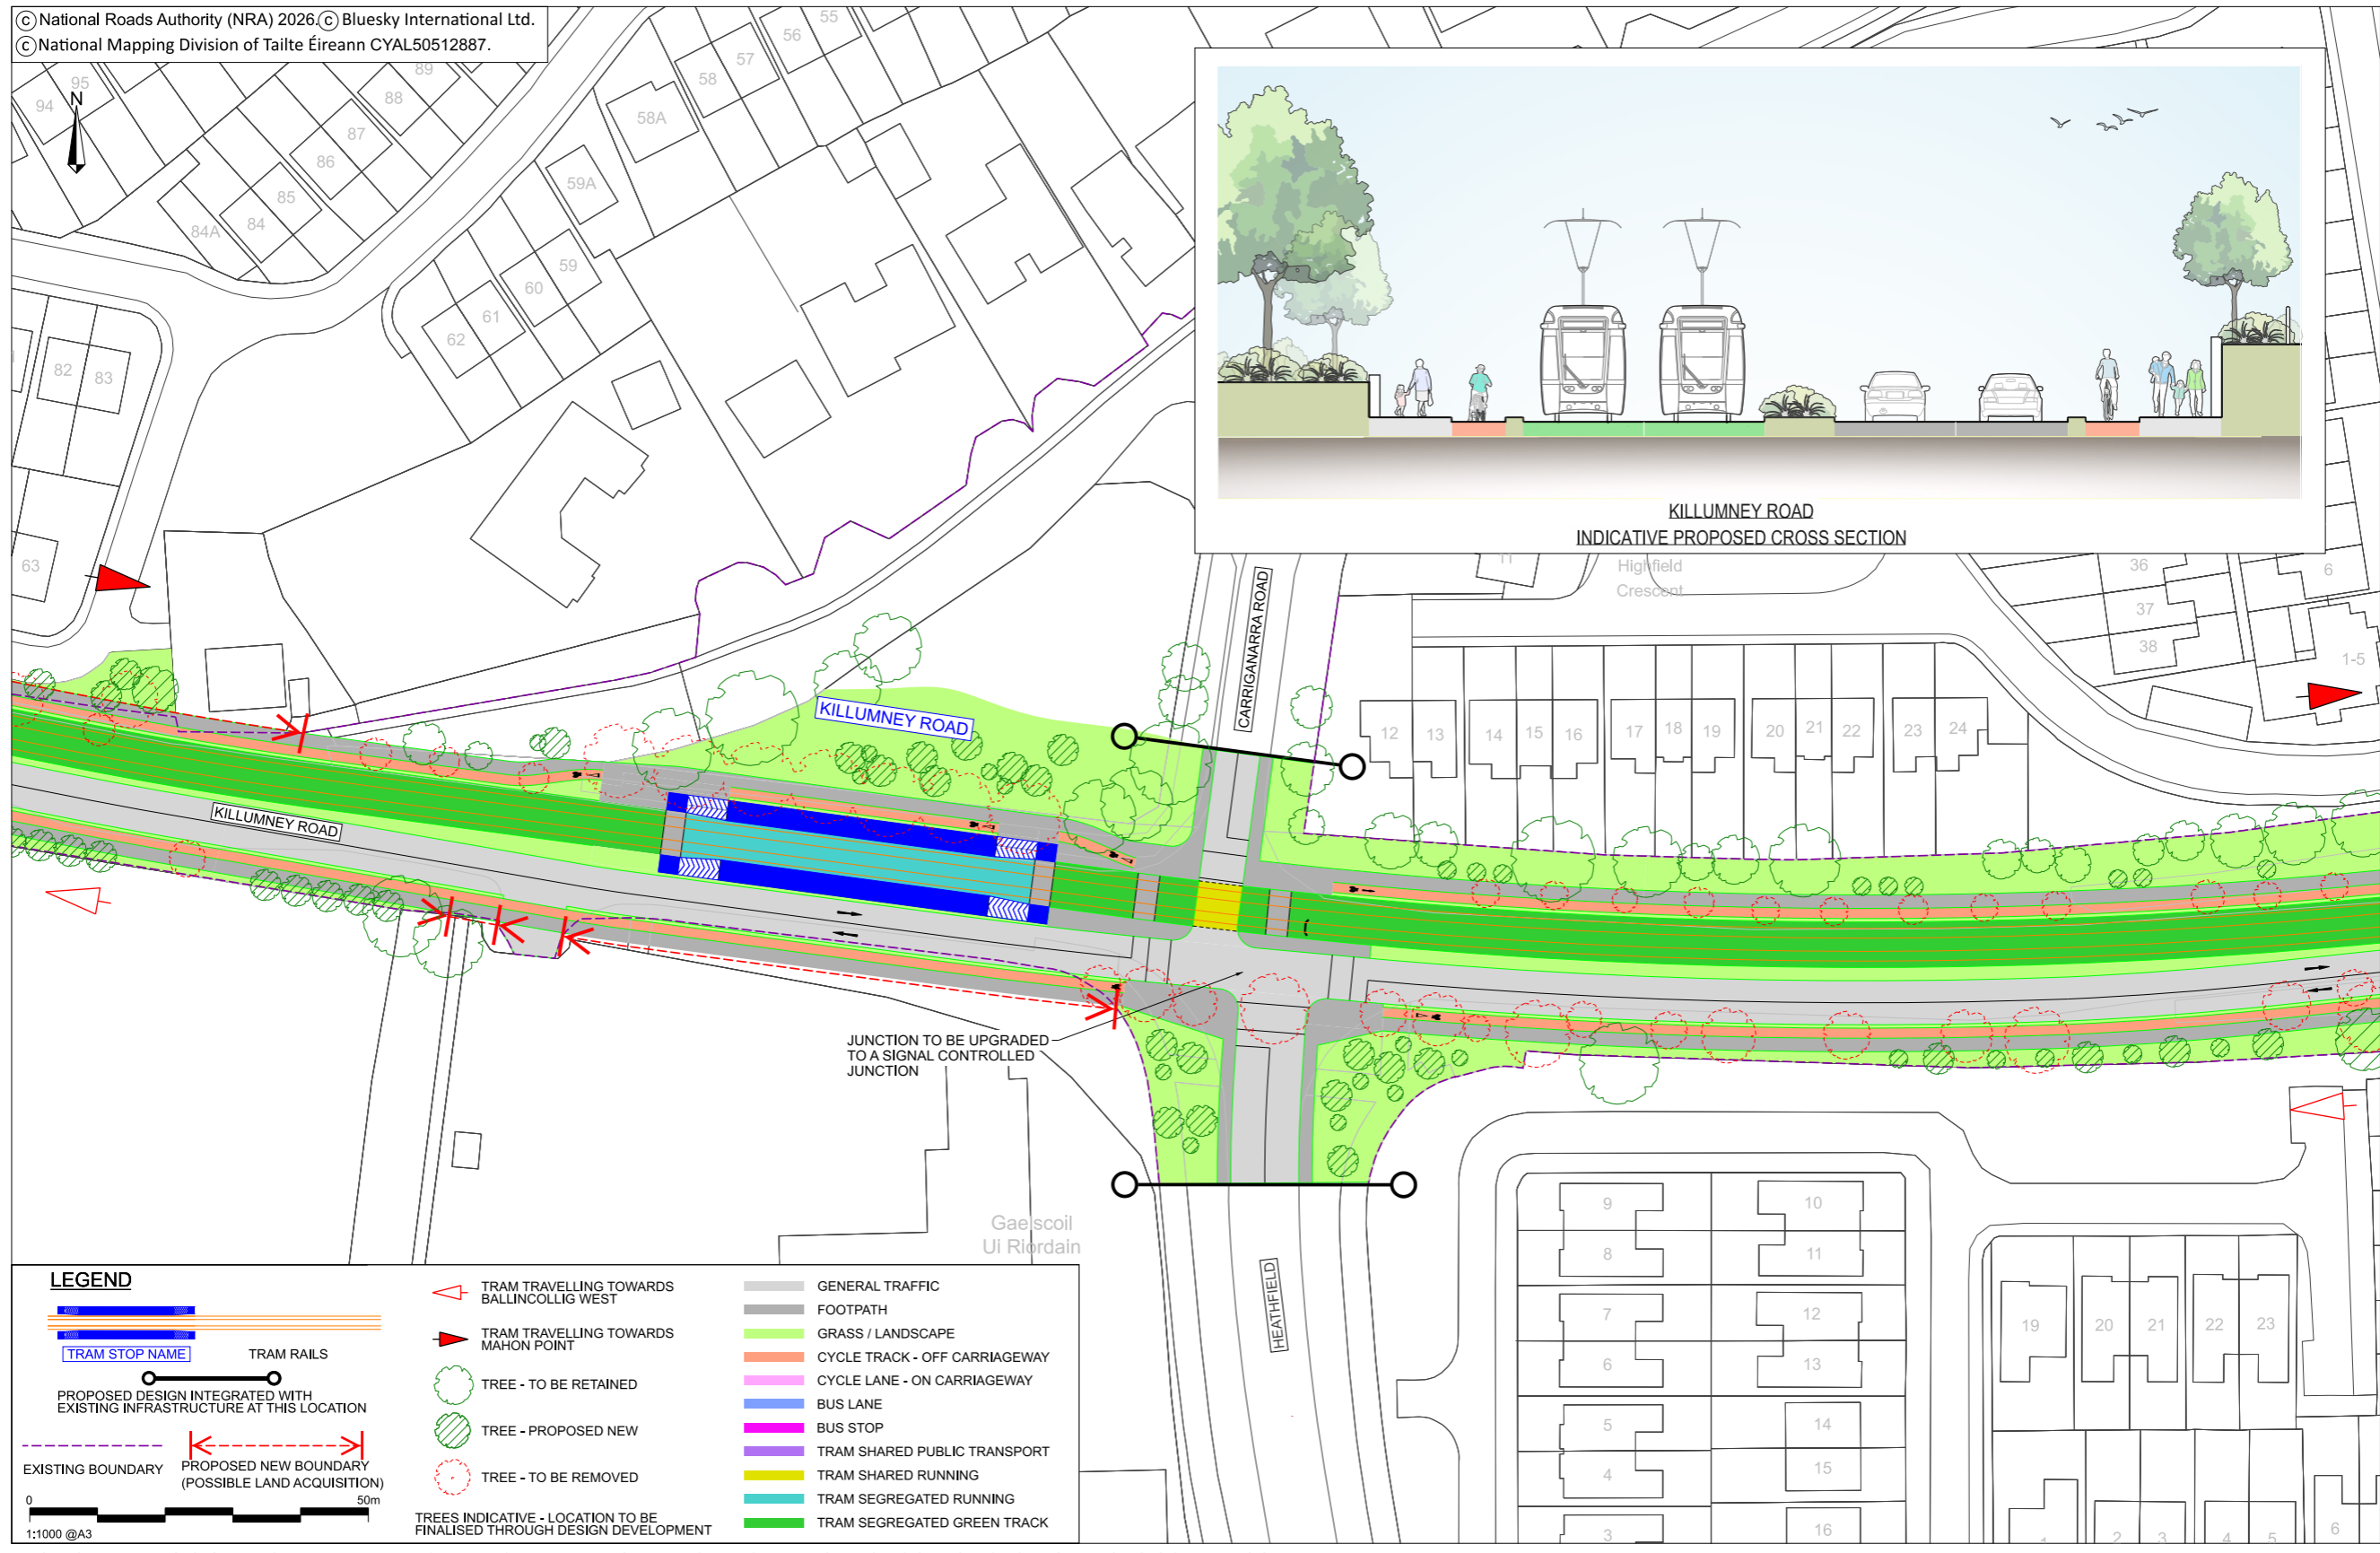 © National Roads Authority (NRA) 2026. © Bluesky International Ltd.
© National Mapping Division of Tailte Éireann CYAL50512887.
N
94
95
89
88
87
86
85
84
84A
55
56
57
58
58A
59A
59
60
61
62
82
83
63
KILLUMNEY ROAD
INDICATIVE PROPOSED CROSS SECTION
11
Highfield
Crescent
36
37
38
6
1-5
CARRIGANARRA ROAD
KILLUMNEY ROAD
KILLUMNEY ROAD
12
13
14
15
16
17
18
19
20
21
22
23
24
JUNCTION TO BE UPGRADED
TO A SIGNAL CONTROLLED
JUNCTION
Gaelscoil
Ui Riordain
HEATHFIELD
9
10
8
11
7
12
6
13
5
14
4
15
3
16
19
20
21
22
23
1
2
3
4
5
6
LEGEND
TRAM STOP NAME
TRAM RAILS
PROPOSED DESIGN INTEGRATED WITH
EXISTING INFRASTRUCTURE AT THIS LOCATION
EXISTING BOUNDARY
PROPOSED NEW BOUNDARY
(POSSIBLE LAND ACQUISITION)
0
50m
1:1000 @A3
TRAM TRAVELLING TOWARDS
BALLINCOLLIG WEST
TRAM TRAVELLING TOWARDS
MAHON POINT
TREE - TO BE RETAINED
TREE - PROPOSED NEW
TREE - TO BE REMOVED
TREES INDICATIVE - LOCATION TO BE
FINALISED THROUGH DESIGN DEVELOPMENT
GENERAL TRAFFIC
FOOTPATH
GRASS / LANDSCAPE
CYCLE TRACK - OFF CARRIAGEWAY
CYCLE LANE - ON CARRIAGEWAY
BUS LANE
BUS STOP
TRAM SHARED PUBLIC TRANSPORT
TRAM SHARED RUNNING
TRAM SEGREGATED RUNNING
TRAM SEGREGATED GREEN TRACK